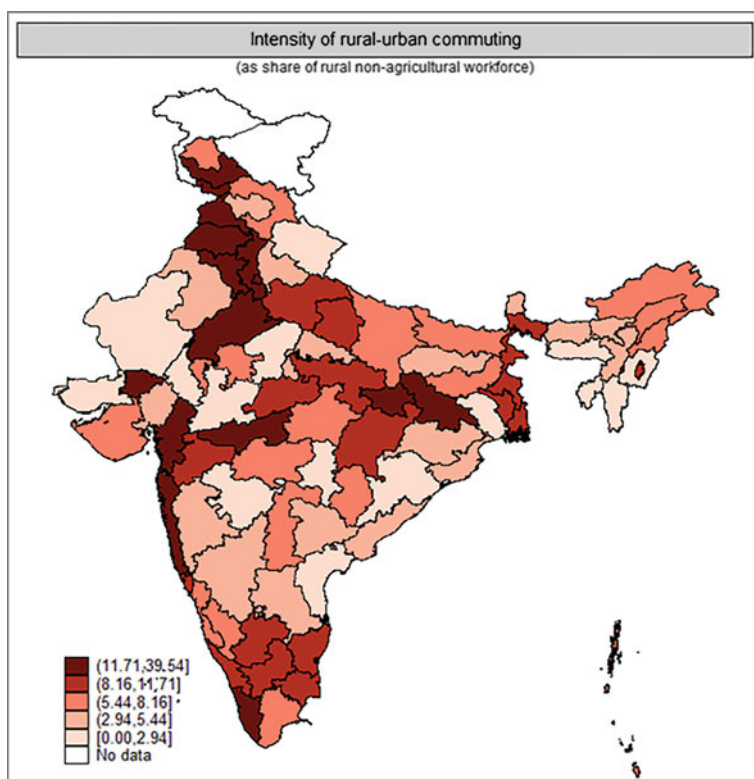 Intensity of rural-urban commuting
(as share of rural non-agricultural workforce)
(11.71,39.54]
(8.16,11.71]
(5.44,8.16]
(2.94,5.44]
[0.00,2.94]
No data